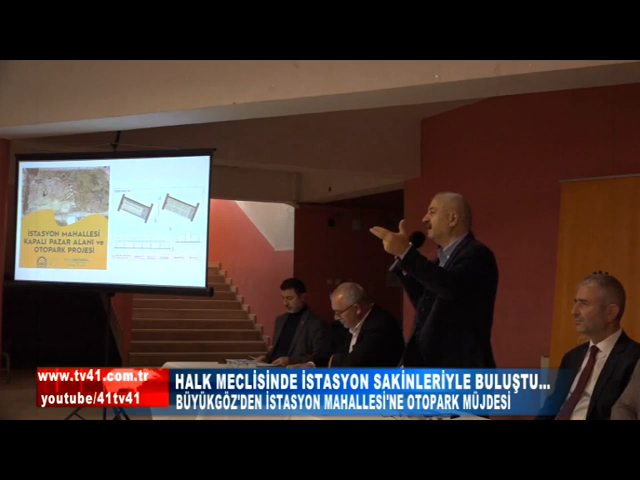 İSTASYON MAHALLESİ
KAPALI PAZAR ALANI ve
OTOPARK PROJESİ
www.tv41.com.tr
youtube/41tv41
HALK MECLİSİNDE İSTASYON SAKİNLERİYLE BULUŞTU...
BÜYÜKGÖZ'DEN İSTASYON MAHALLESİ'NE OTOPARK MÜJDESİ